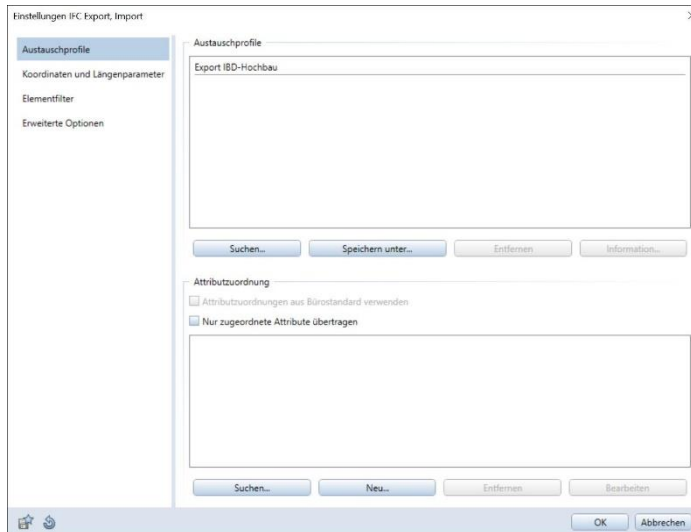 Einstellungen IFC Export, Import
Austauschprofile
Koordinaten und Längenparameter
Elementfilter
Erweiterte Optionen
Austauschprofile
Export IBD-Hochbau
Suchen...
Speichern unter...
Entfernen
Information...
Attributzuordnung
Attributzuordnungen aus Bürostandard verwenden
Nur zugeordnete Attribute übertragen
Suchen...
Neu...
Entfernen
Bearbeiten
OK
Abbrechen